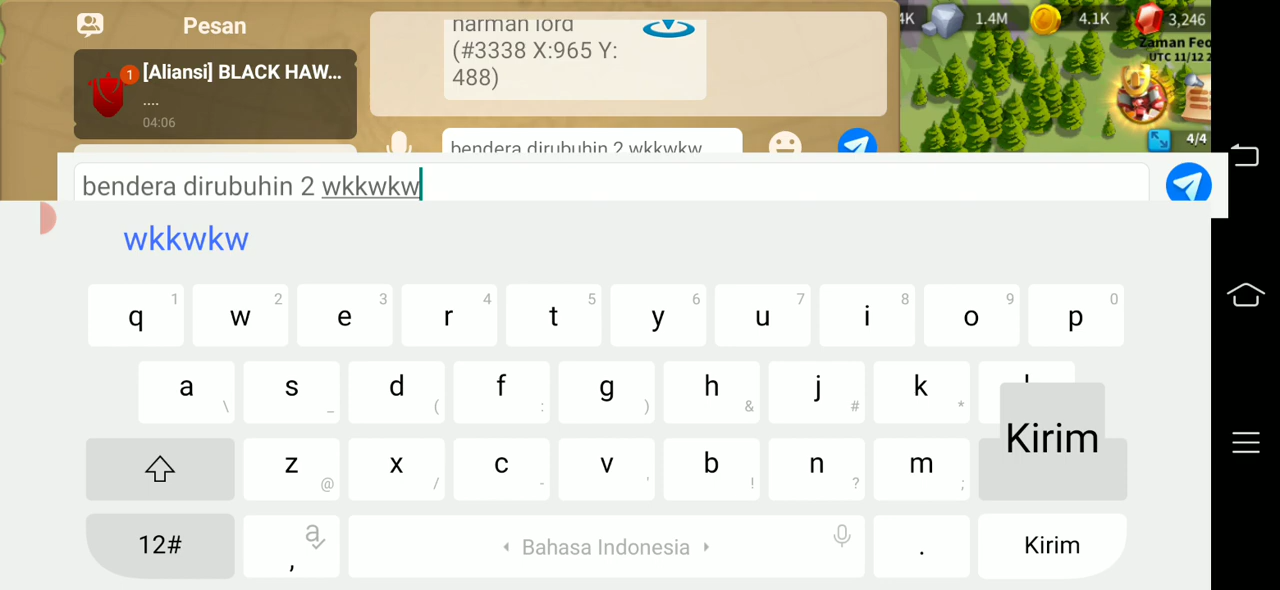 Pesan
[Aliansi] BLACK HAW...
....
04:06
1
harman lord
(#3338 X:965 Y:
488)
bendera dirubuhin 2 wkkwkw
4K
1.4M
4.1K
3,246
Zaman Feo
UTC 11/12 2
4/4
bendera dirubuhin 2 wkkwkw
wkkwkw
q 1 w 2 e 3 r 4 t 5 y 6 u 7 i 8 o 9 p 0
a \ s _ d ( f : g ) h & j # k *
Kirim
z @ x / c - v ' b ! n ? m ;
12# a , Bahasa Indonesia . Kirim